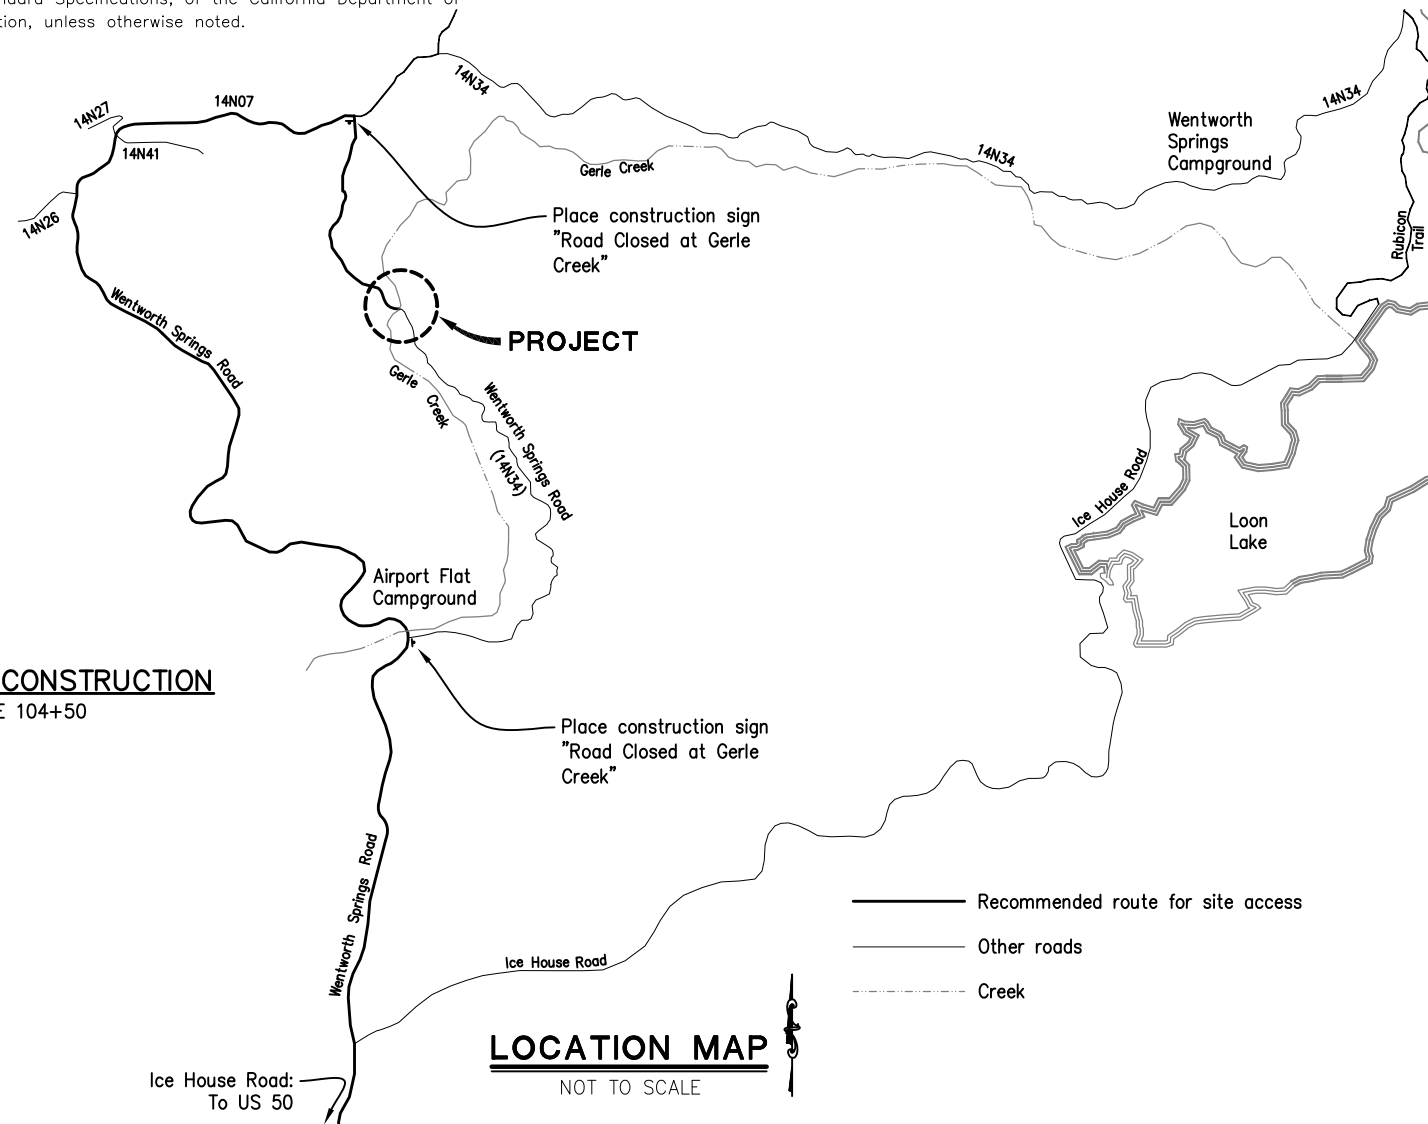 tion, unless otherwise noted.
14N34
14N07
14N27
14N41
14N26
14N34
Wentworth
Springs
Campground
14N34
Gerle Creek
Place construction sign
"Road Closed at Gerle
Creek"
Rubicon
Trail
Wentworth Springs Road
PROJECT
Gerle
Creek
Wentworth Springs Road
(14N34)
Ice House Road
Loon
Lake
Airport Flat
Campground
CONSTRUCTION
E 104+50
Place construction sign
"Road Closed at Gerle
Creek"
Wentworth Springs Road
Recommended route for site access
Other roads
Creek
Ice House Road
LOCATION MAP
NOT TO SCALE
Ice House Road:
To US 50